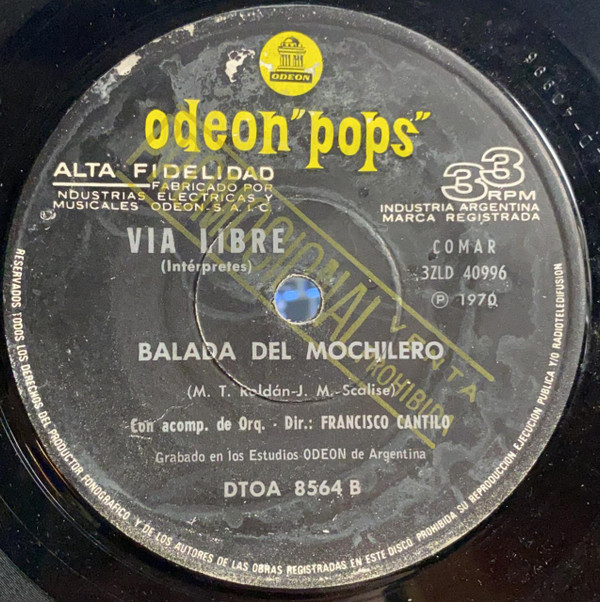 ODEON
odeon "pops"
ALTA FIDELIDAD
FABRICADO POR
NDUSTRIAS ELECTRICAS Y
MUSICALES ODEON-S.A.I.C.
33
RPM
INDUSTRIA ARGENTINA
MARCA REGISTRADA
VIA LIBRE
(Intérpretes)
COMAR
3ZLD 40996
Ⓟ 1970
BALADA DEL MOCHILERO
(M. T. Roldán-J. M. Scalise)
Con acomp. de Orq. - Dir.: FRANCISCO CANTILO
Grabado en los Estudios ODEON de Argentina
DTOA 8564 B
VENTA
PROHIBIDA
RESERVADOS TODOS LOS DERECHOS DEL PRODUCTOR FONOGRAFICO Y DE LOS AUTORES DE LAS OBRAS REGISTRADAS EN ESTE DISCO PROHIBIDA SU REPRODUCCION EJECUCION PUBLICA Y/O RADIOTELEDIFUSION